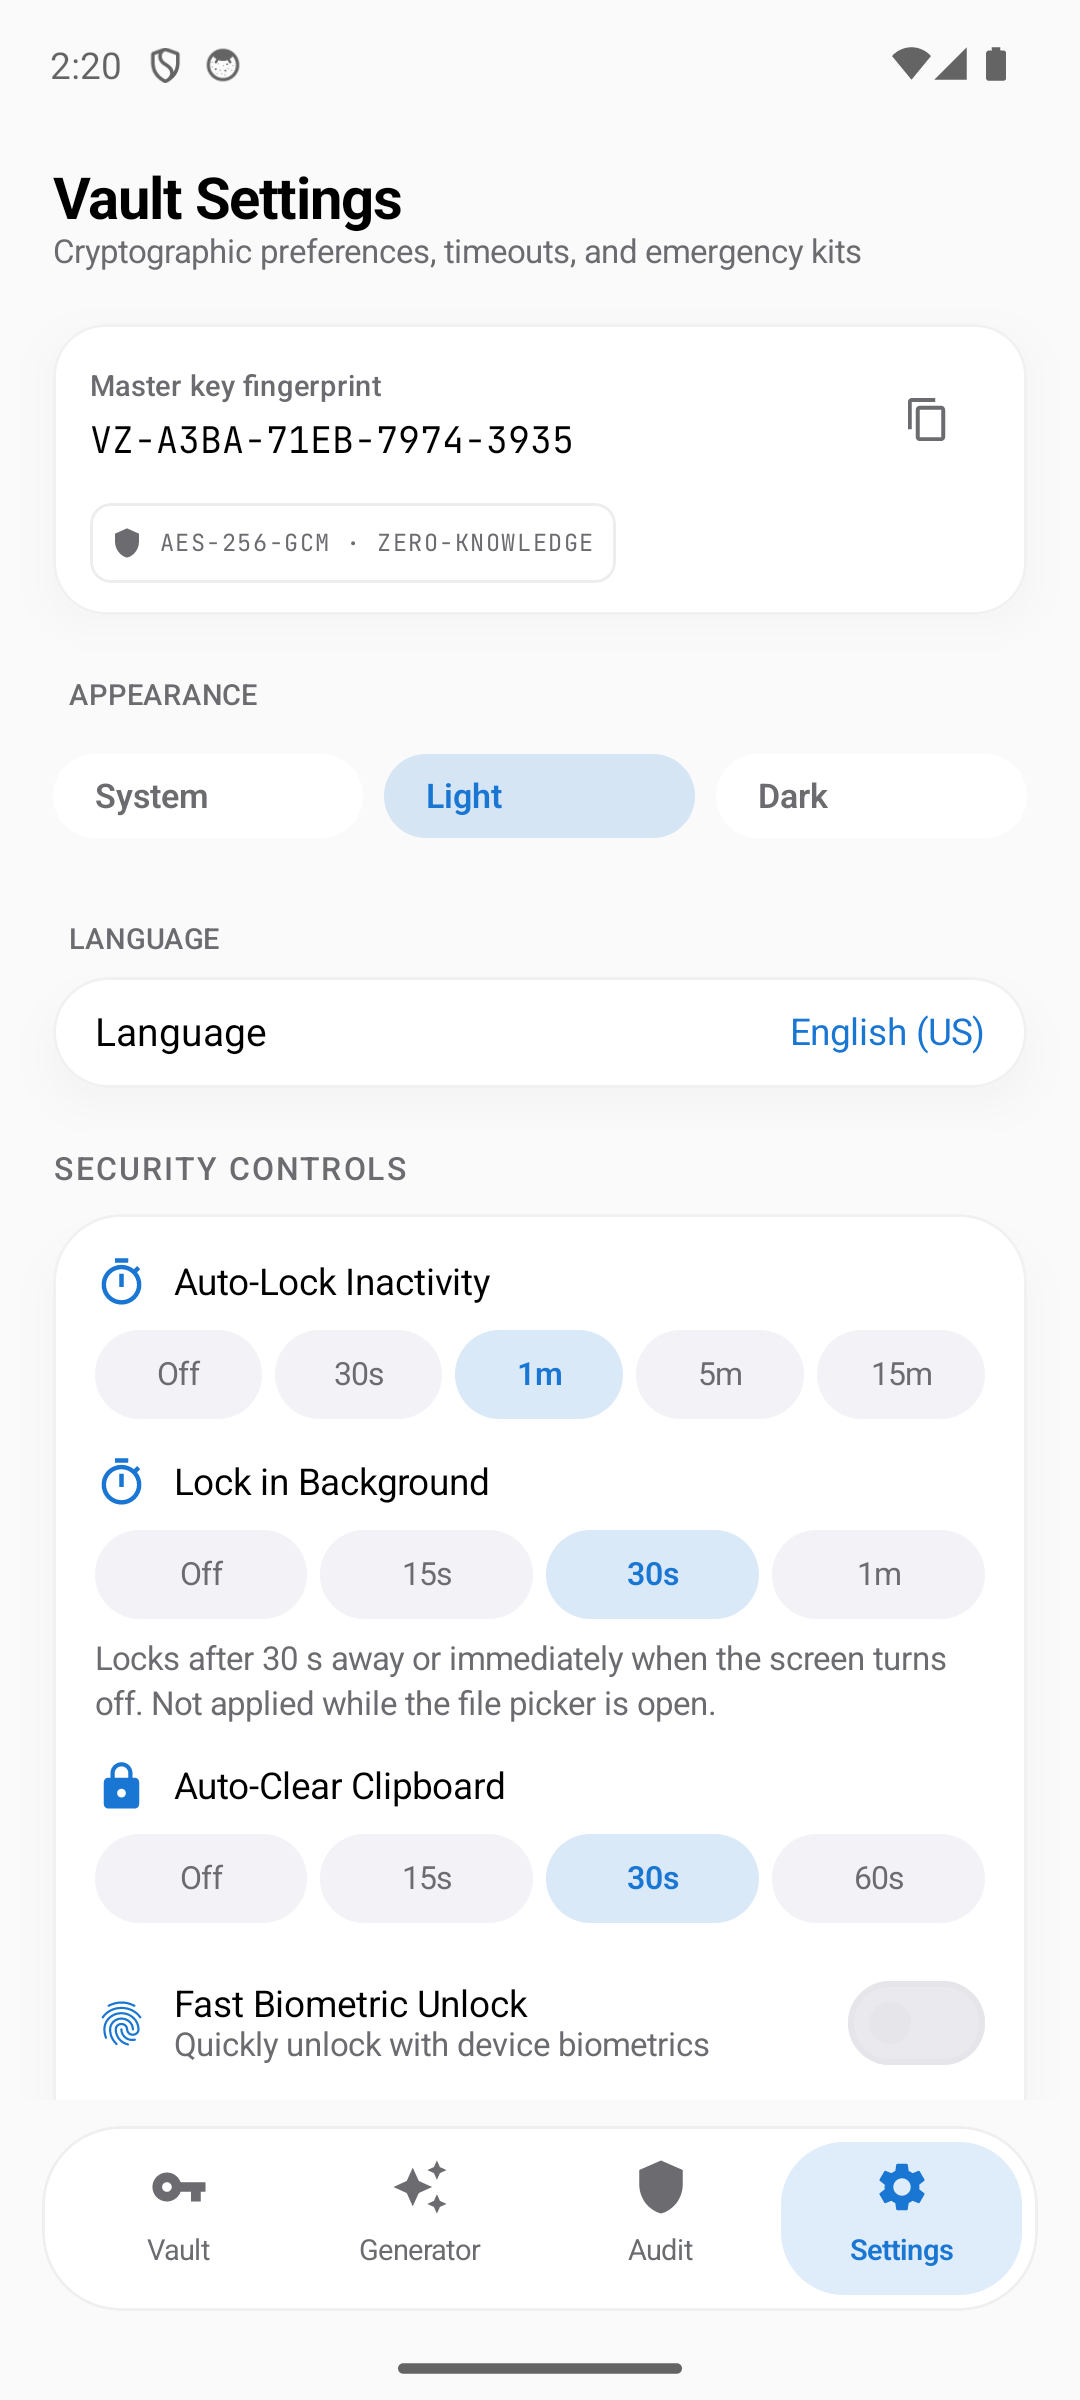 2:20
Vault Settings
Cryptographic preferences, timeouts, and emergency kits
Master key fingerprint
VZ-A3BA-71EB-7974-3935
AES-256-GCM · ZERO-KNOWLEDGE
APPEARANCE
System Light Dark
LANGUAGE
Language English (US)
SECURITY CONTROLS
Auto-Lock Inactivity
Off 30s 1m 5m 15m
Lock in Background
Off 15s 30s 1m
Locks after 30 s away or immediately when the screen turns
off. Not applied while the file picker is open.
Auto-Clear Clipboard
Off 15s 30s 60s
Fast Biometric Unlock
Quickly unlock with device biometrics
Vault Generator Audit Settings